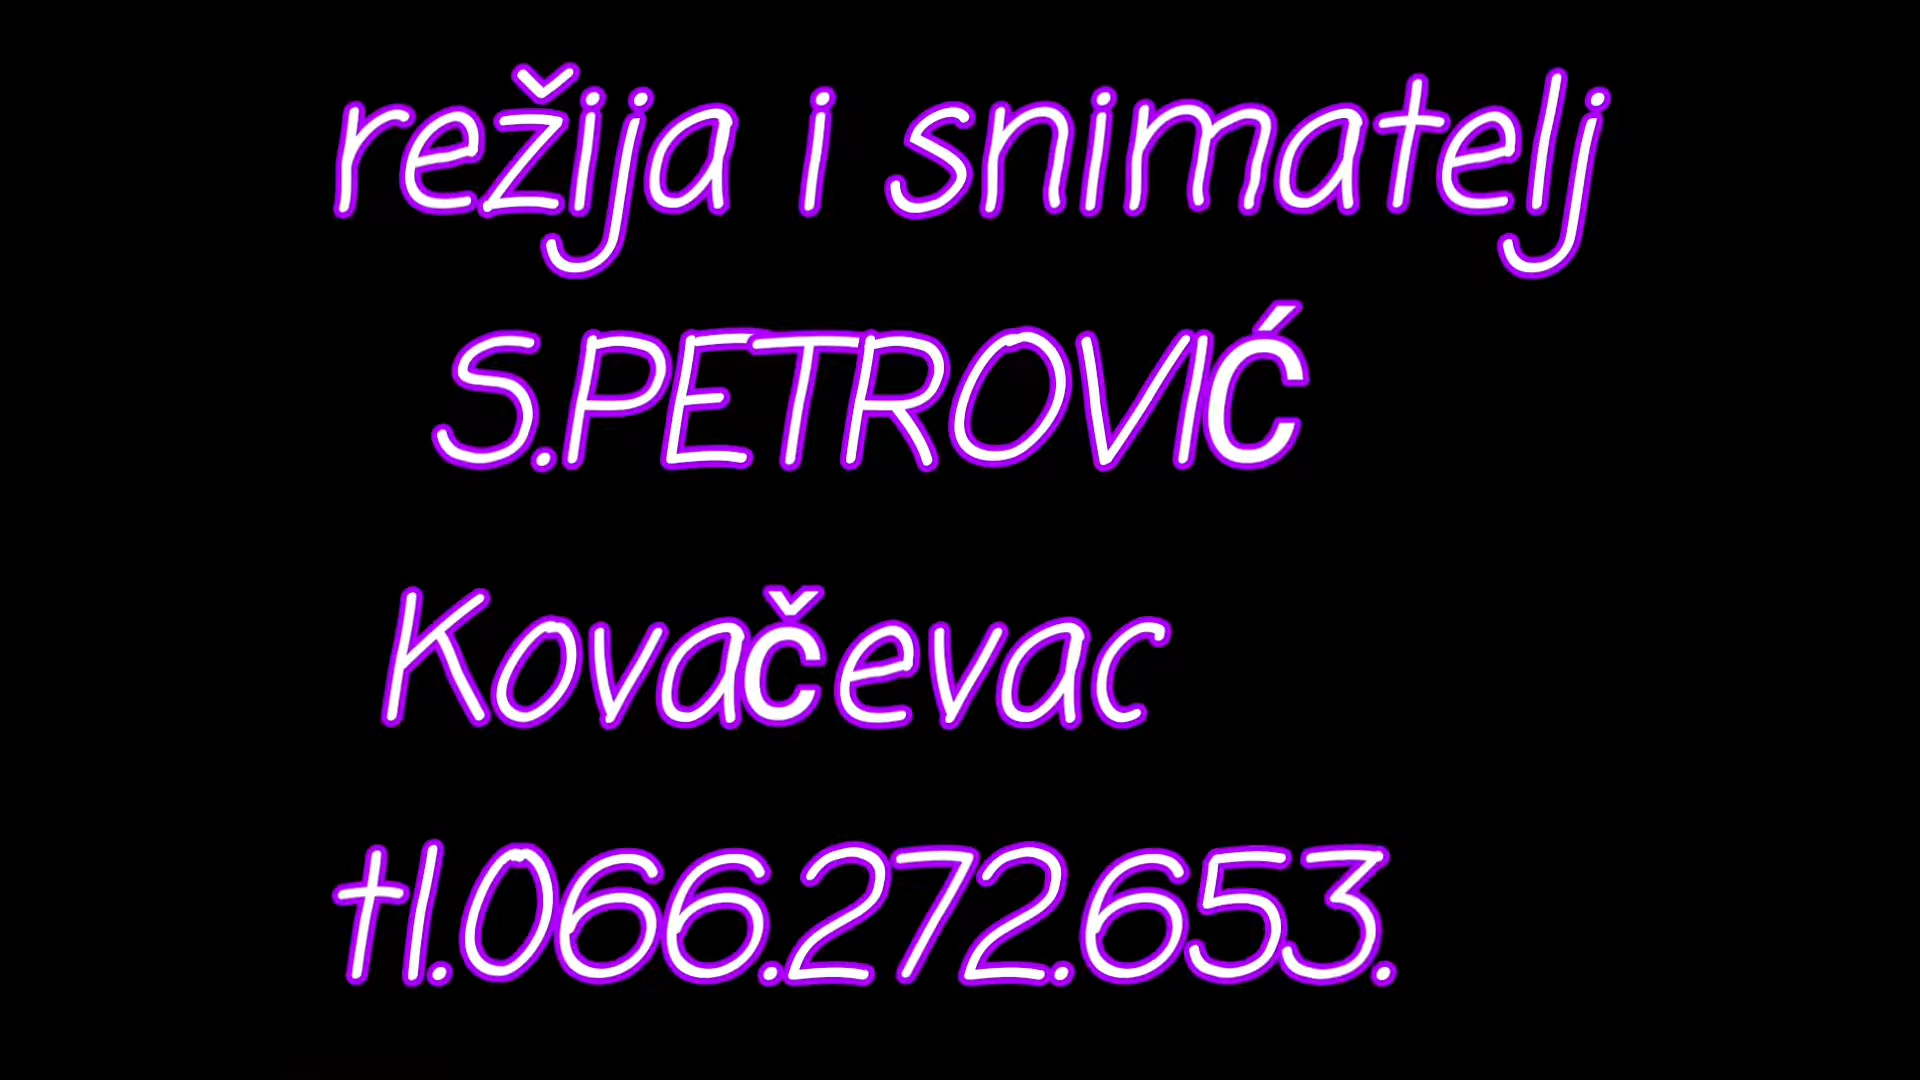 režija i snimatelj
S.PETROVIĆ
Kovačevac
tl.066.272.653.